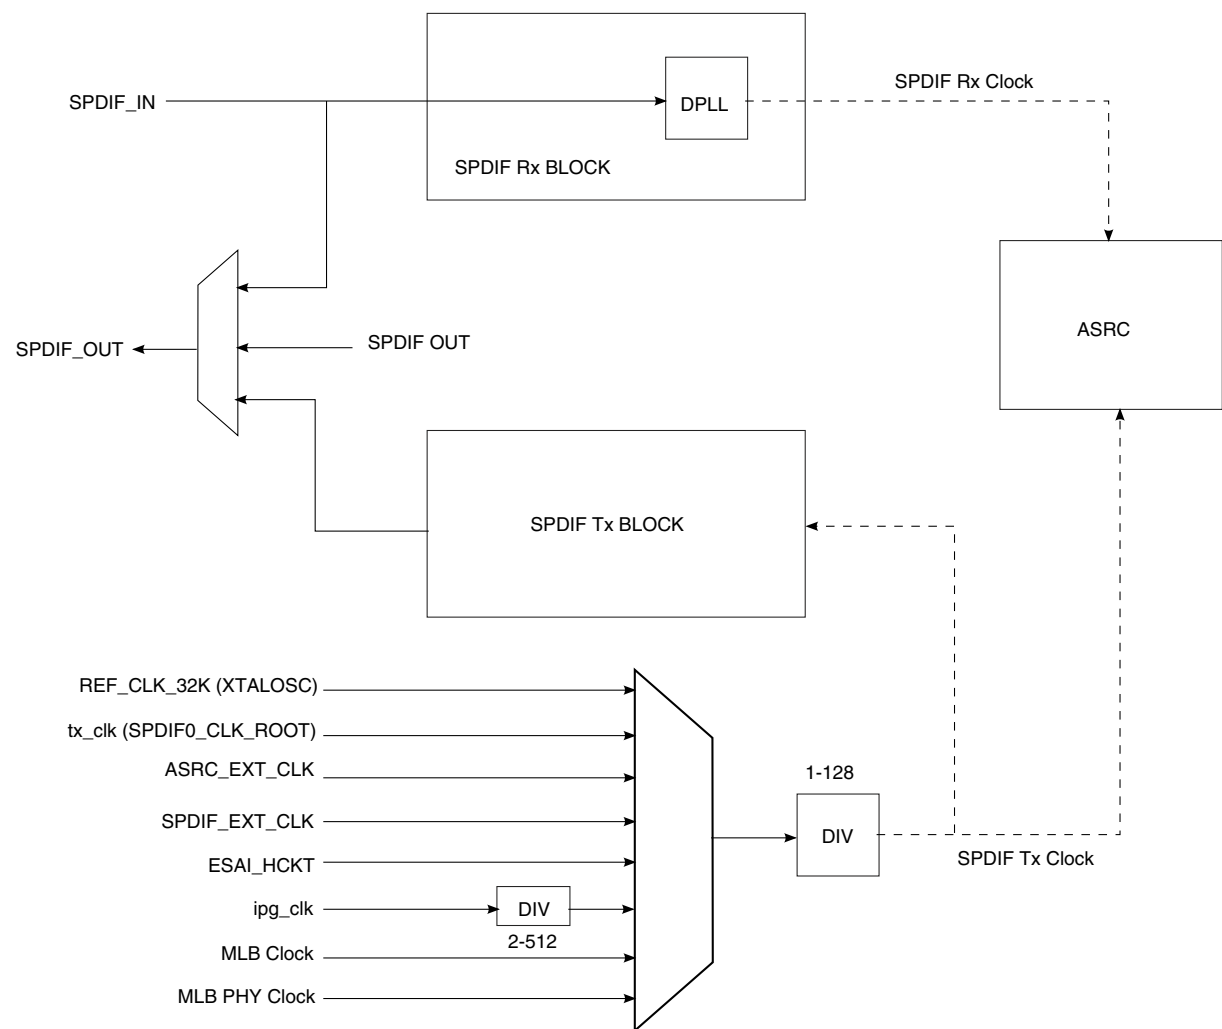 SPDIF Rx Clock
SPDIF_IN
DPLL
SPDIF Rx BLOCK
ASRC
SPDIF_OUT
SPDIF OUT
SPDIF Tx BLOCK
REF_CLK_32K (XTALOSC)
tx_clk (SPDIF0_CLK_ROOT)
ASRC_EXT_CLK
1-128
SPDIF_EXT_CLK
DIV
SPDIF Tx Clock
ESAI_HCKT
ipg_clk
DIV
2-512
MLB Clock
MLB PHY Clock